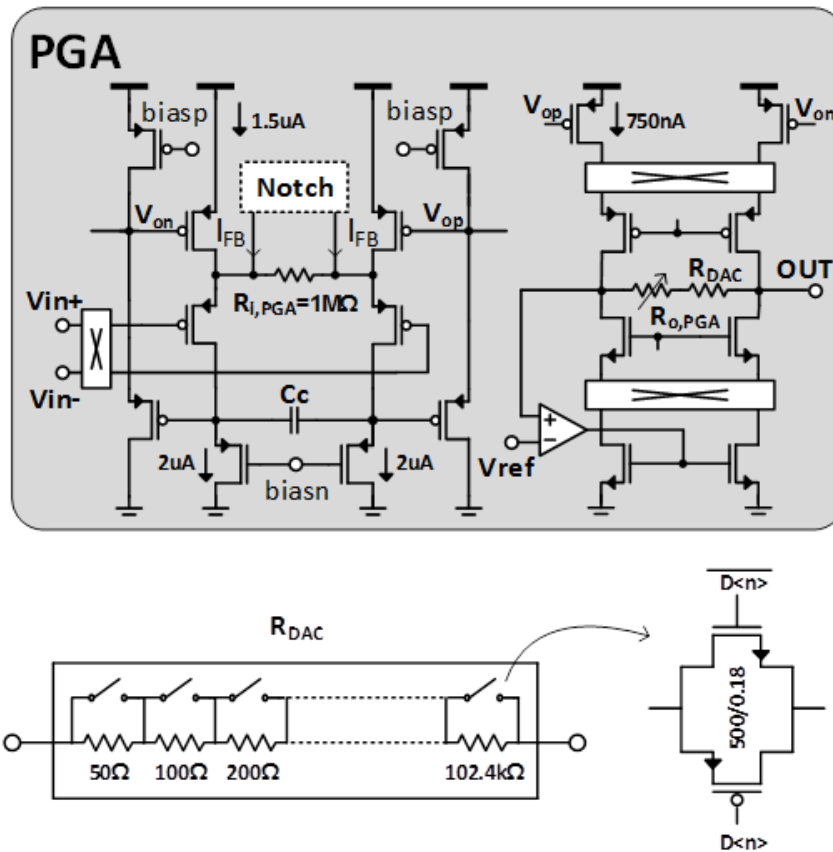 PGA
biasp
1.5uA
biasp
Vop
750nA
Von
Notch
Von
IFB
IFB
Vop
RI,PGA=1MΩ
RDAC
OUT
Ro,PGA
Vin+
Vin-
Cc
+
-
Vref
2uA
2uA
biasn
RDAC
50Ω
100Ω
200Ω
102.4kΩ
D<n>
500/0.18
D<n>